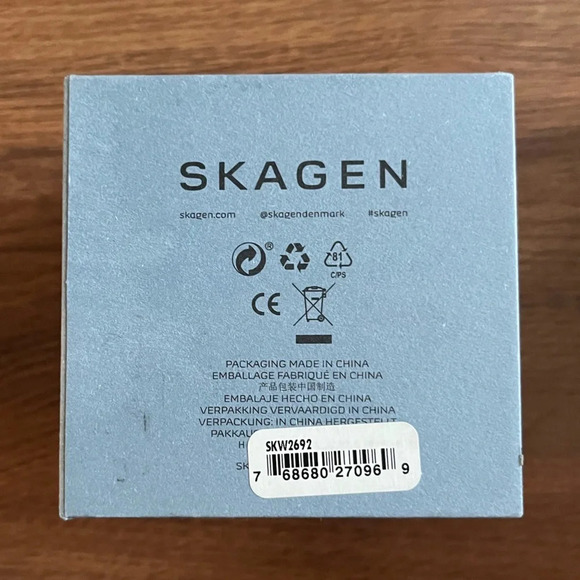 SKAGEN
skagen.com @skagendenmark #skagen
®
81
C/PS
CE
PACKAGING MADE IN CHINA
EMBALLAGE FABRIQUÉ EN CHINA
产品包装中国制造
EMBALAJE HECHO EN CHINA
VERPAKKING VERVAARDIGD IN CHINA
VERPACKUNG: IN CHINA HERGESTELLT
PAKKAU
H
SK
SKW2692
7 68680 27096 9